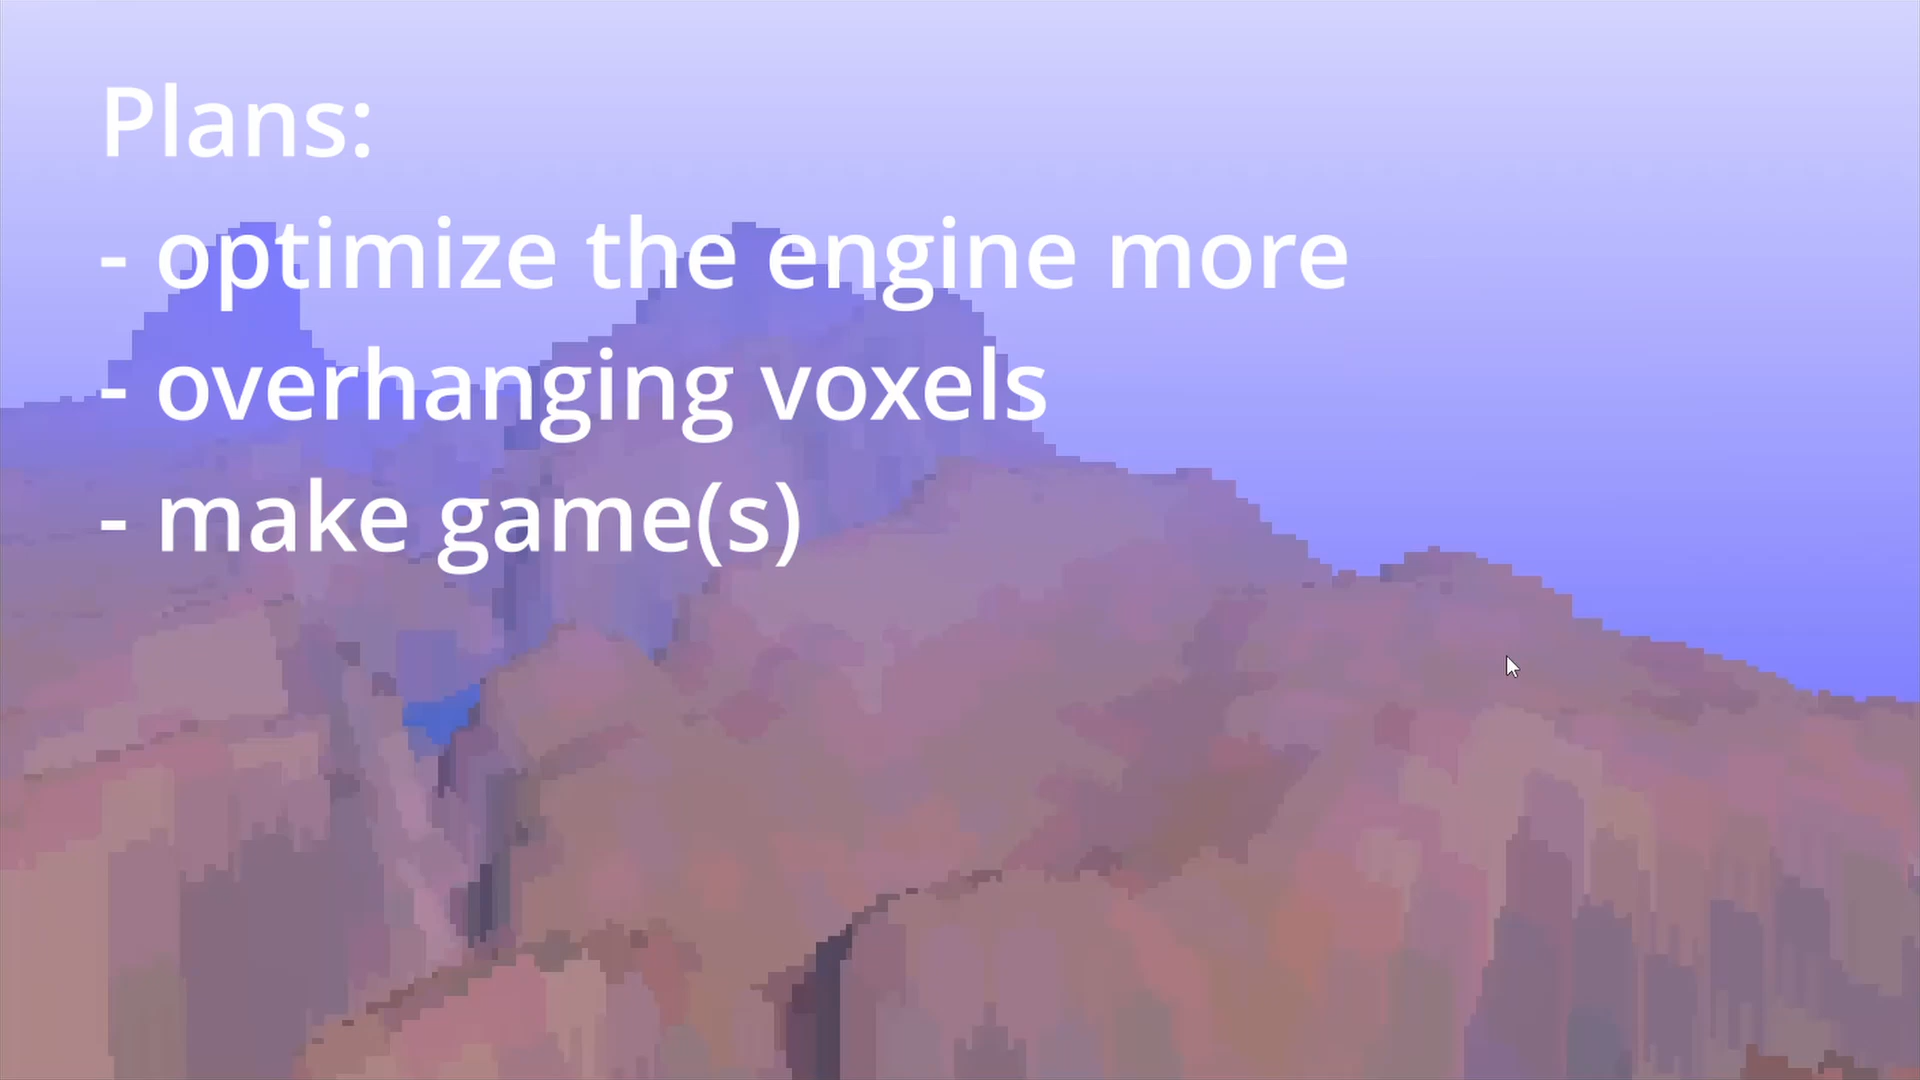 Plans:
- optimize the engine more
- overhanging voxels
- make game(s)